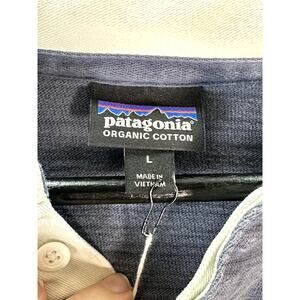 patagonia®
ORGANIC COTTON
L
MADE IN
VIETNAM